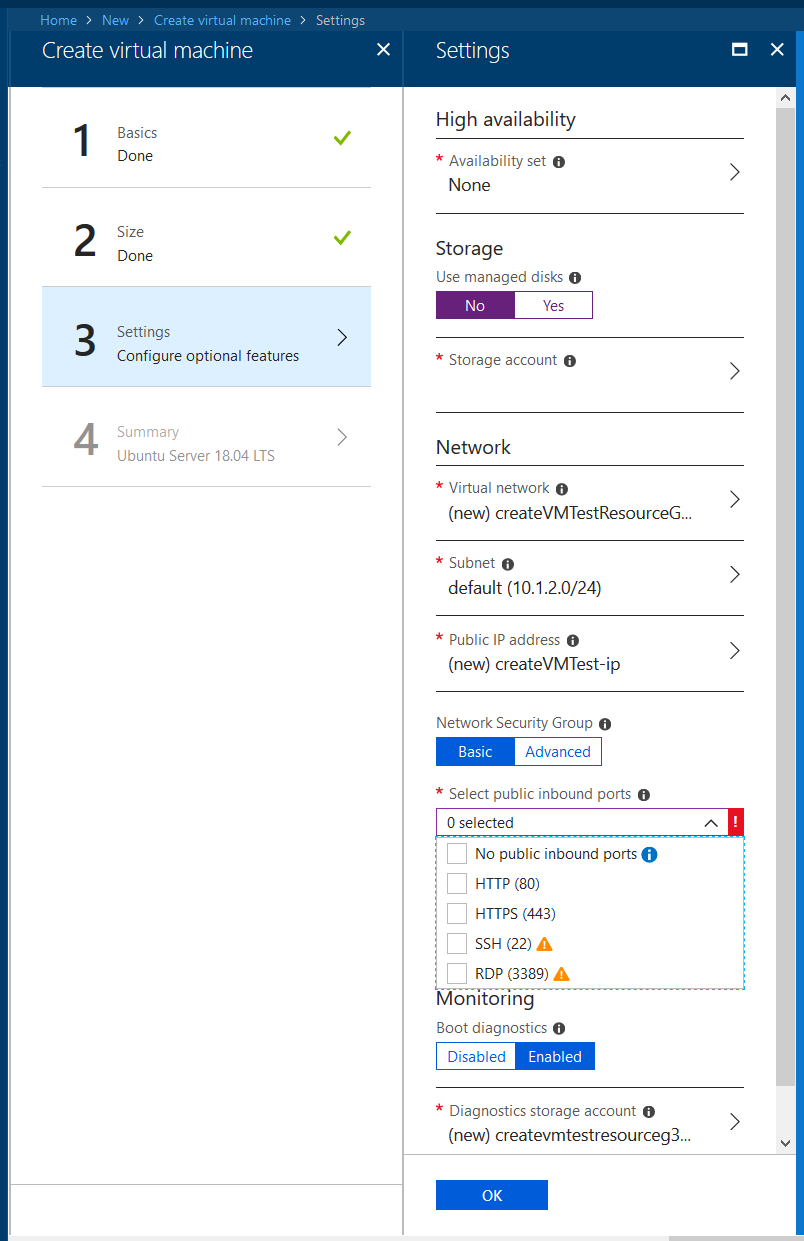 Home > New > Create virtual machine > Settings
Create virtual machine
1
Basics
Done
2
Size
Done
3
Settings
Configure optional features
4
Summary
Ubuntu Server 18.04 LTS
Settings
High availability
* Availability set
None
Storage
Use managed disks
No Yes
* Storage account
Network
* Virtual network
(new) createVMTestResourceG...
* Subnet
default (10.1.2.0/24)
* Public IP address
(new) createVMTest-ip
Network Security Group
Basic Advanced
* Select public inbound ports
0 selected !
No public inbound ports
HTTP (80)
HTTPS (443)
SSH (22)
RDP (3389)
Monitoring
Boot diagnostics
Disabled Enabled
* Diagnostics storage account
(new) createvmtestresourceg3...
OK